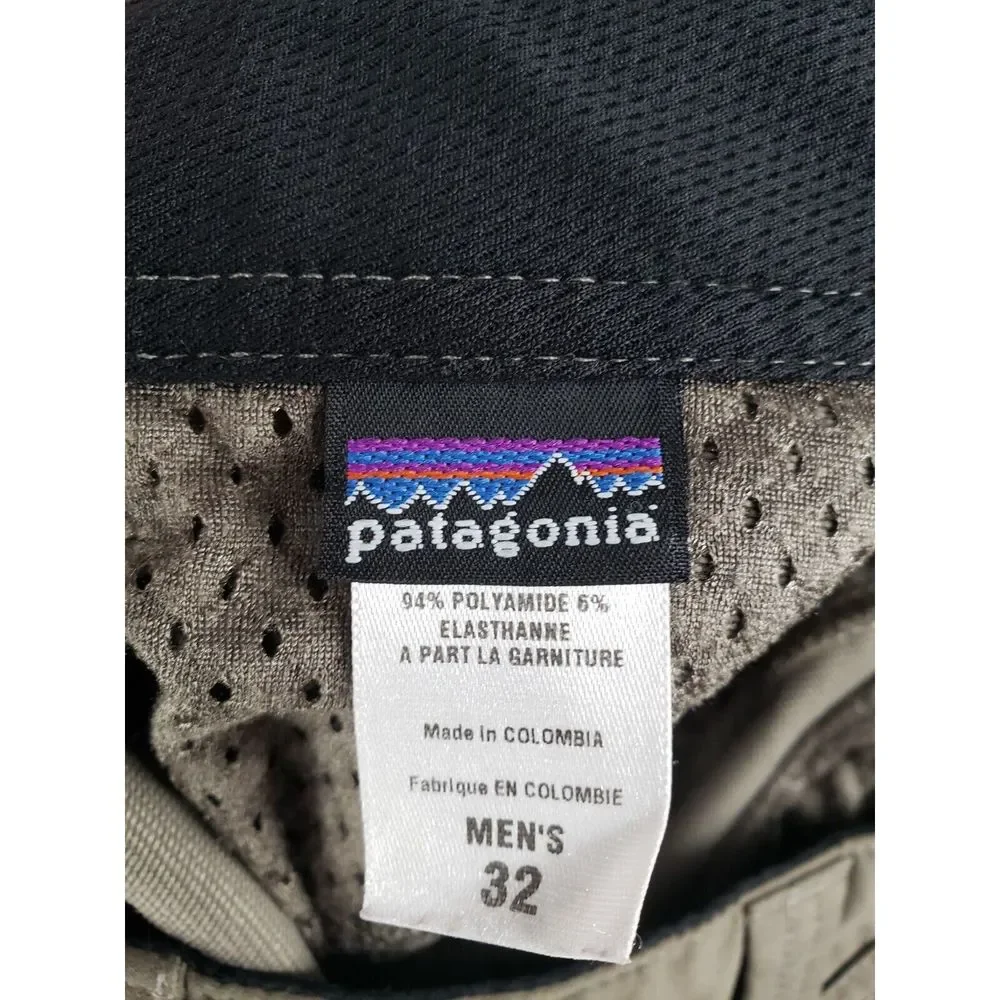 patagonia
94% POLYAMIDE 6%
ELASTHANNE
A PART LA GARNITURE
Made in COLOMBIA
Fabrique EN COLOMBIE
MEN'S
32